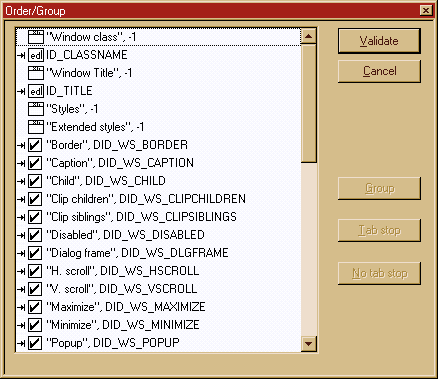 Order/Group
"Window class", -1
ID_CLASSNAME
"Window Title", -1
ID_TITLE
"Styles", -1
"Extended styles", -1
"Border", DID_WS_BORDER
"Caption", DID_WS_CAPTION
"Child", DID_WS_CHILD
"Clip children", DID_WS_CLIPCHILDREN
"Clip siblings", DID_WS_CLIPSIBLINGS
"Disabled", DID_WS_DISABLED
"Dialog frame", DID_WS_DLGFRAME
"H. scroll", DID_WS_HSCROLL
"V. scroll", DID_WS_VSCROLL
"Maximize", DID_WS_MAXIMIZE
"Minimize", DID_WS_MINIMIZE
"Popup", DID_WS_POPUP
Validate
Cancel
Group
Tab stop
No tab stop